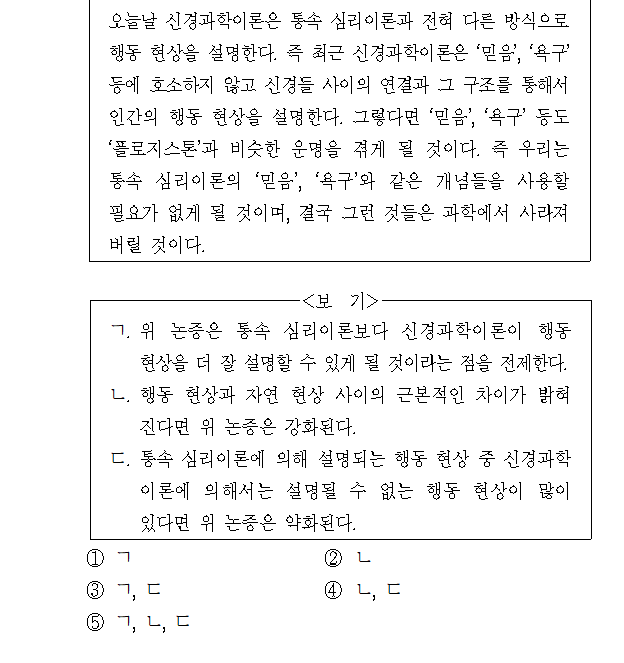 오늘날 신경과학이론은 통속 심리이론과 전혀 다른 방식으로
행동 현상을 설명한다. 즉 최근 신경과학이론은 ‘믿음’, ‘욕구’
등에 호소하지 않고 신경들 사이의 연결과 그 구조를 통해서
인간의 행동 현상을 설명한다. 그렇다면 ‘믿음’, ‘욕구’ 등도
‘플로지스톤’과 비슷한 운명을 겪게 될 것이다. 즉 우리는
통속 심리이론의 ‘믿음’, ‘욕구’와 같은 개념들을 사용할
필요가 없게 될 것이며, 결국 그런 것들은 과학에서 사라져
버릴 것이다.
<보 기>
ㄱ. 위 논증은 통속 심리이론보다 신경과학이론이 행동
현상을 더 잘 설명할 수 있게 될 것이라는 점을 전제한다.
ㄴ. 행동 현상과 자연 현상 사이의 근본적인 차이가 밝혀
진다면 위 논증은 강화된다.
ㄷ. 통속 심리이론에 의해 설명되는 행동 현상 중 신경과학
이론에 의해서는 설명될 수 없는 행동 현상이 많이
있다면 위 논증은 약화된다.
① ㄱ ② ㄴ
③ ㄱ, ㄷ ④ ㄴ, ㄷ
⑤ ㄱ, ㄴ, ㄷ